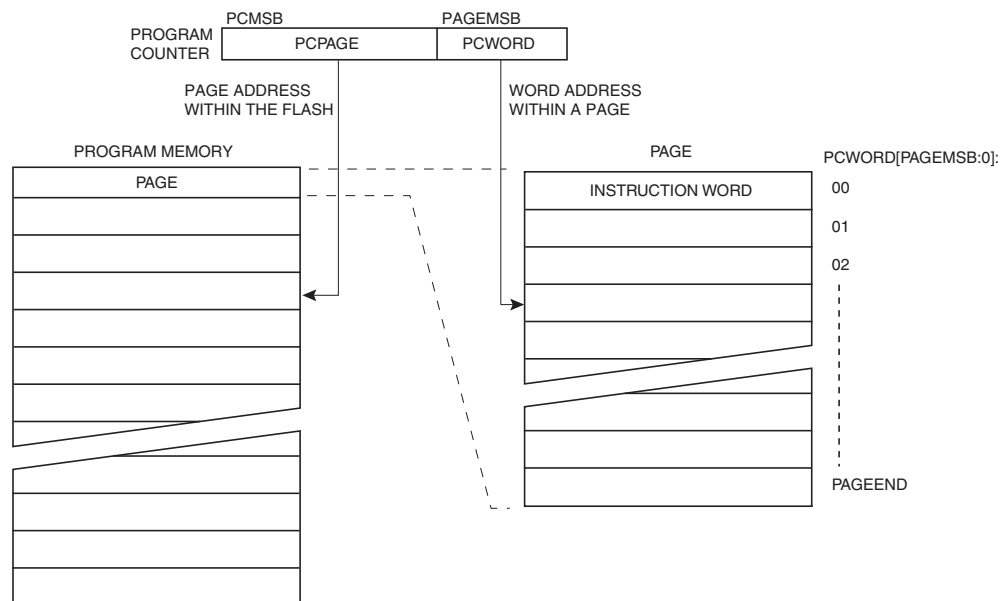 PCMSB PAGEMSB
PROGRAM
COUNTER
PCPAGE PCWORD
PAGE ADDRESS
WITHIN THE FLASH
WORD ADDRESS
WITHIN A PAGE
PROGRAM MEMORY
PAGE
PAGE
PCWORD[PAGEMSB:0]:
INSTRUCTION WORD
00
01
02
PAGEEND